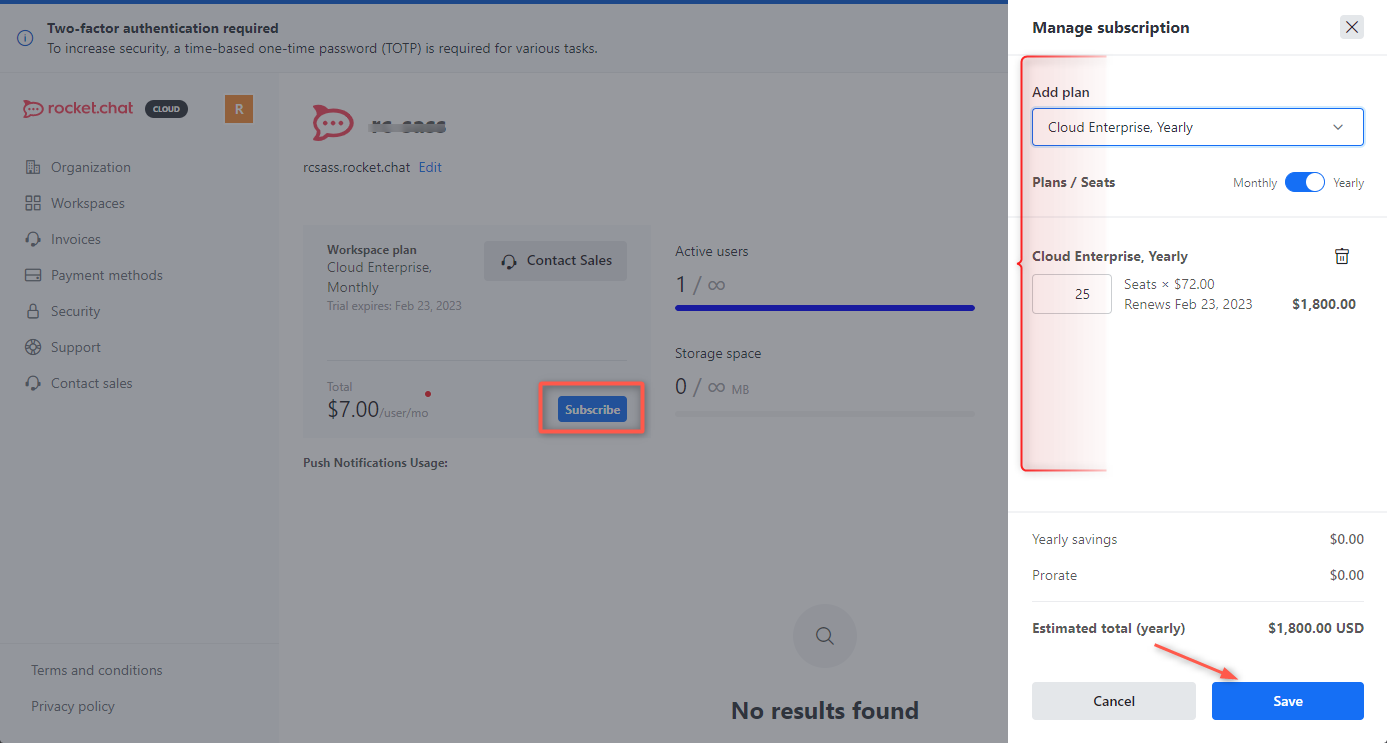 Two-factor authentication required
To increase security, a time-based one-time password (TOTP) is required for various tasks.
rocket.chat CLOUD R
Organization
Workspaces
Invoices
Payment methods
Security
Support
Contact sales
Terms and conditions
Privacy policy
rcsass.rocket.chat Edit
Workspace plan
Cloud Enterprise,
Monthly
Trial expires: Feb 23, 2023
Contact Sales
Total
$7.00/user/mo
Subscribe
Active users
1 / ∞
Storage space
0 / ∞ MB
Push Notifications Usage:
No results found
Manage subscription
Add plan
Cloud Enterprise, Yearly
Plans / Seats Monthly Yearly
Cloud Enterprise, Yearly
25
Seats × $72.00
Renews Feb 23, 2023 $1,800.00
Yearly savings $0.00
Prorate $0.00
Estimated total (yearly) $1,800.00 USD
Cancel Save